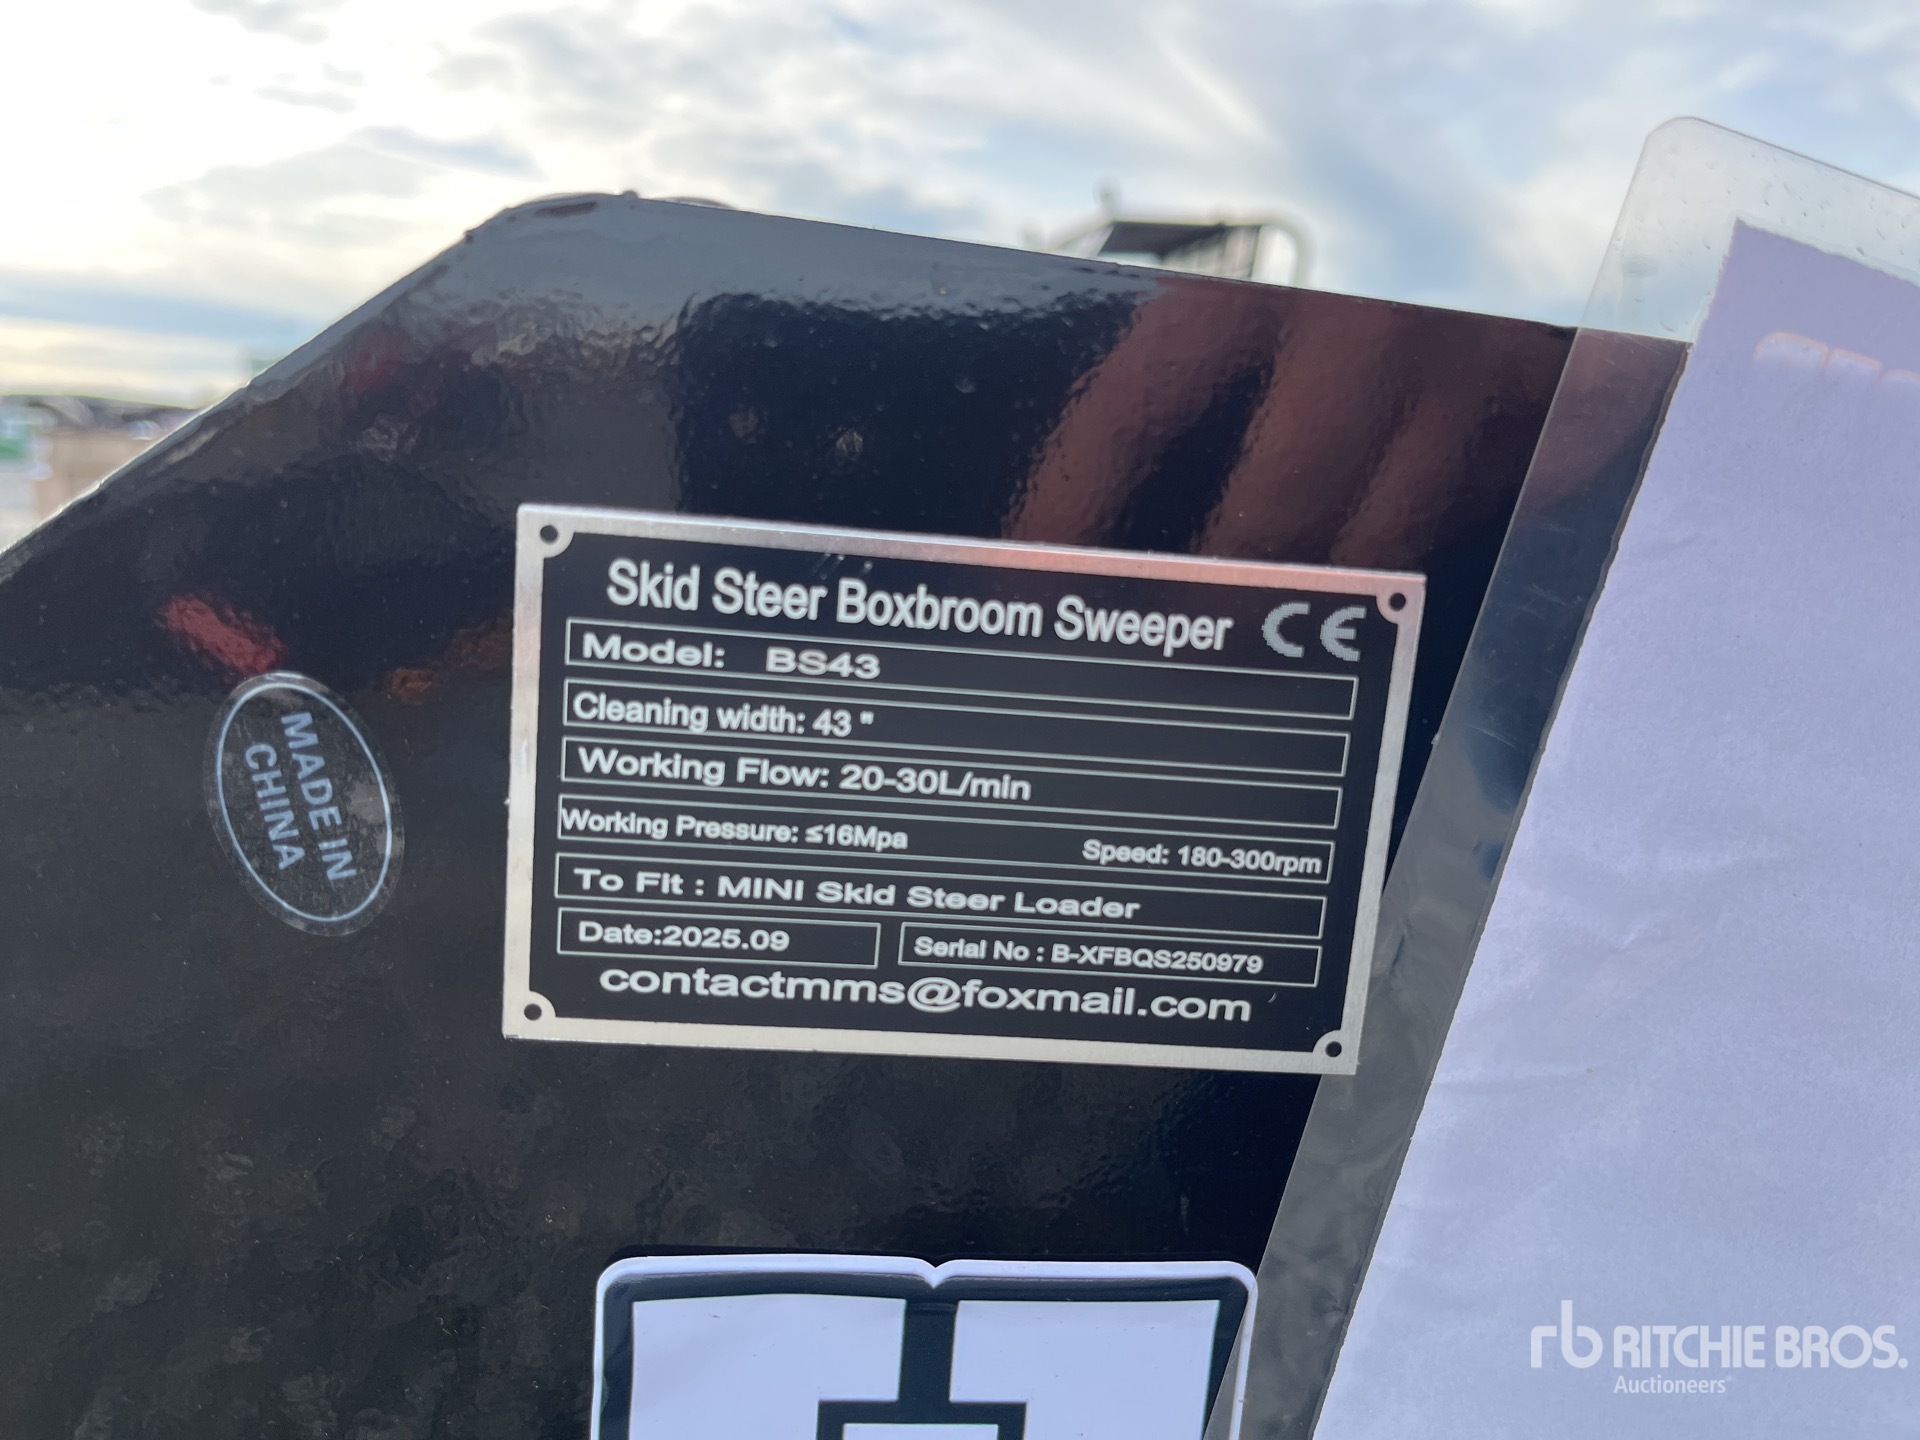 Skid Steer Boxbroom Sweeper CE
Model: BS43
Cleaning width: 43 "
Working Flow: 20-30L/min
Working Pressure: ≤16Mpa Speed: 180-300rpm
To Fit : MINI Skid Steer Loader
Date:2025.09 Serial No : B-XFBQS250979
contactmms@foxmail.com
MADE IN
CHINA
rb RITCHIE BROS.
Auctioneers